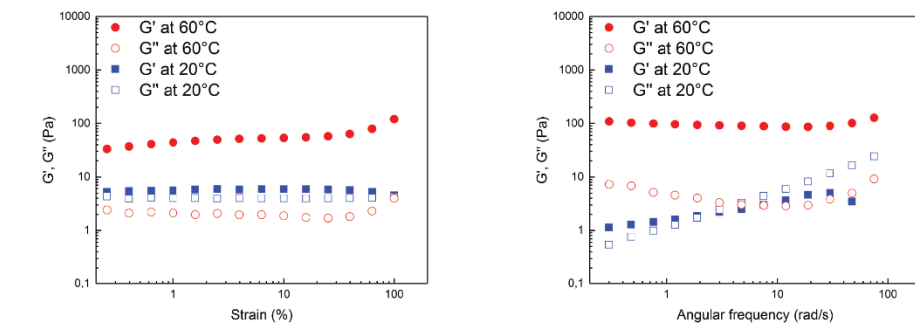 10000
1000
100
10
1
0,1
G', G'' (Pa)
G' at 60°C
G'' at 60°C
G' at 20°C
G'' at 20°C
1
10
100
Strain (%)
10000
1000
100
10
1
0,1
G', G'' (Pa)
G' at 60°C
G'' at 60°C
G' at 20°C
G'' at 20°C
1
10
100
Angular frequency (rad/s)